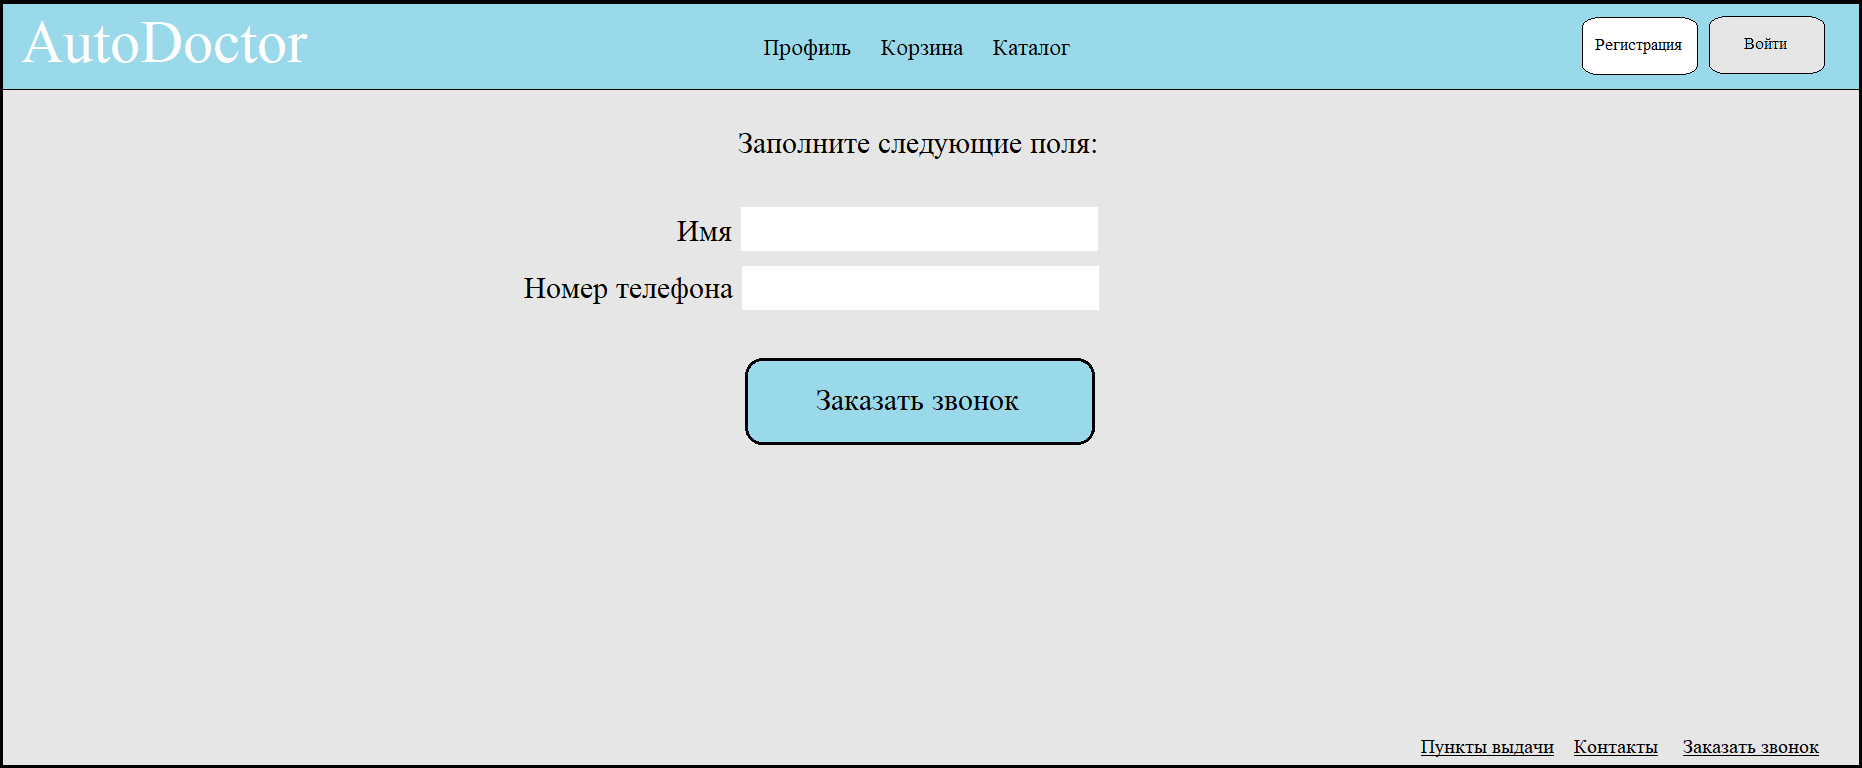 AutoDoctor
Профиль Корзина Каталог
Регистрация
Войти
Заполните следующие поля:
Имя
Номер телефона
Заказать звонок
Пункты выдачи Контакты Заказать звонок